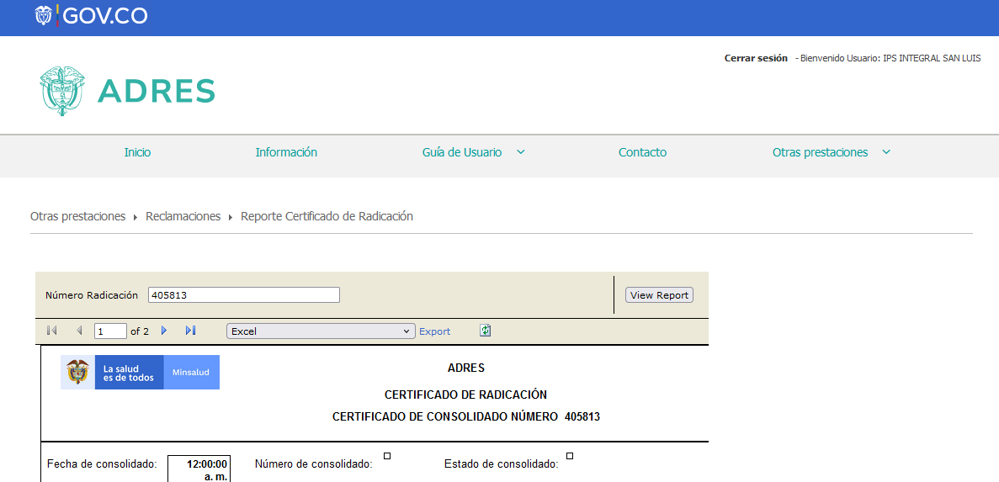 GOV.CO
Cerrar sesión - Bienvenido Usuario: IPS INTEGRAL SAN LUIS
ADRES
Inicio Información Guía de Usuario Contacto Otras prestaciones
Otras prestaciones Reclamaciones Reporte Certificado de Radicación
Número Radicación 405813 View Report
1 of 2 Excel Export
La salud
es de todos Minsalud
ADRES
CERTIFICADO DE RADICACIÓN
CERTIFICADO DE CONSOLIDADO NÚMERO 405813
Fecha de consolidado: 12:00:00
a. m.
Número de consolidado: Estado de consolidado: